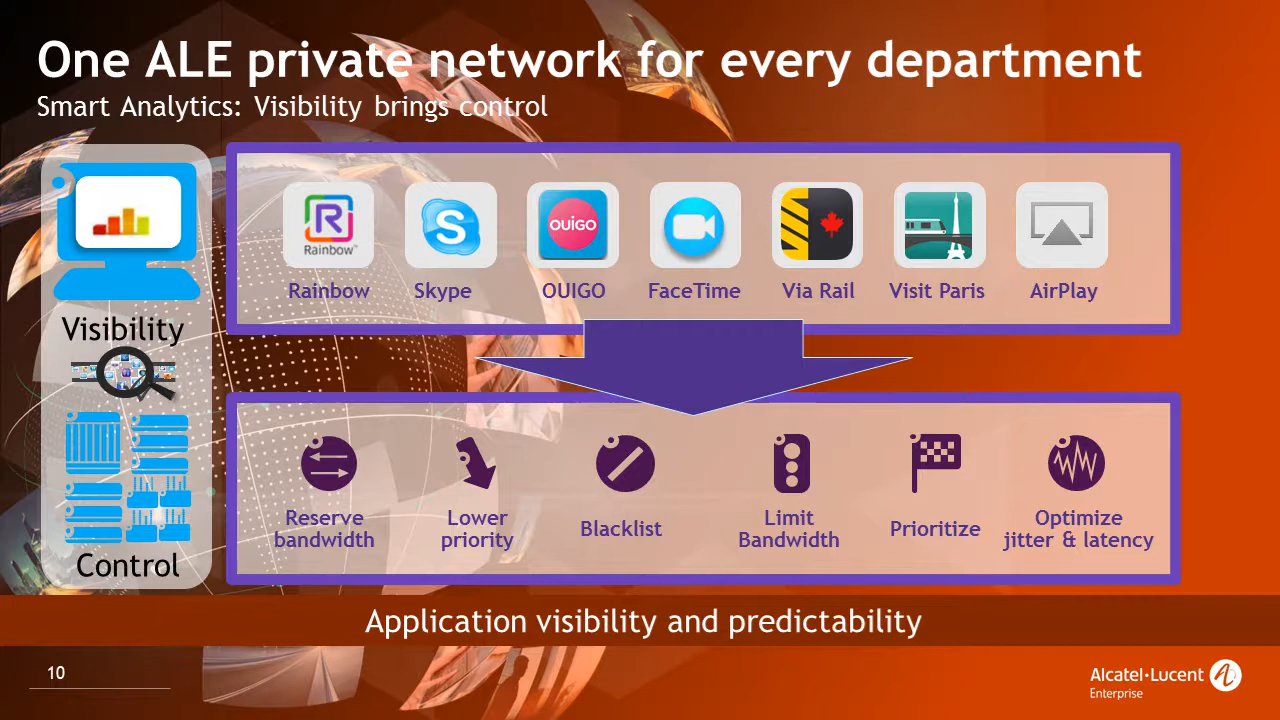 One ALE private network for every department
Smart Analytics: Visibility brings control
R
Rainbow™
S
OUIGO
Rainbow
Skype
OUIGO
FaceTime
Via Rail
Visit Paris
AirPlay
Visibility
Control
Reserve
bandwidth
Lower
priority
Blacklist
Limit
Bandwidth
Prioritize
Optimize
jitter & latency
Application visibility and predictability
10
Alcatel·Lucent
Enterprise